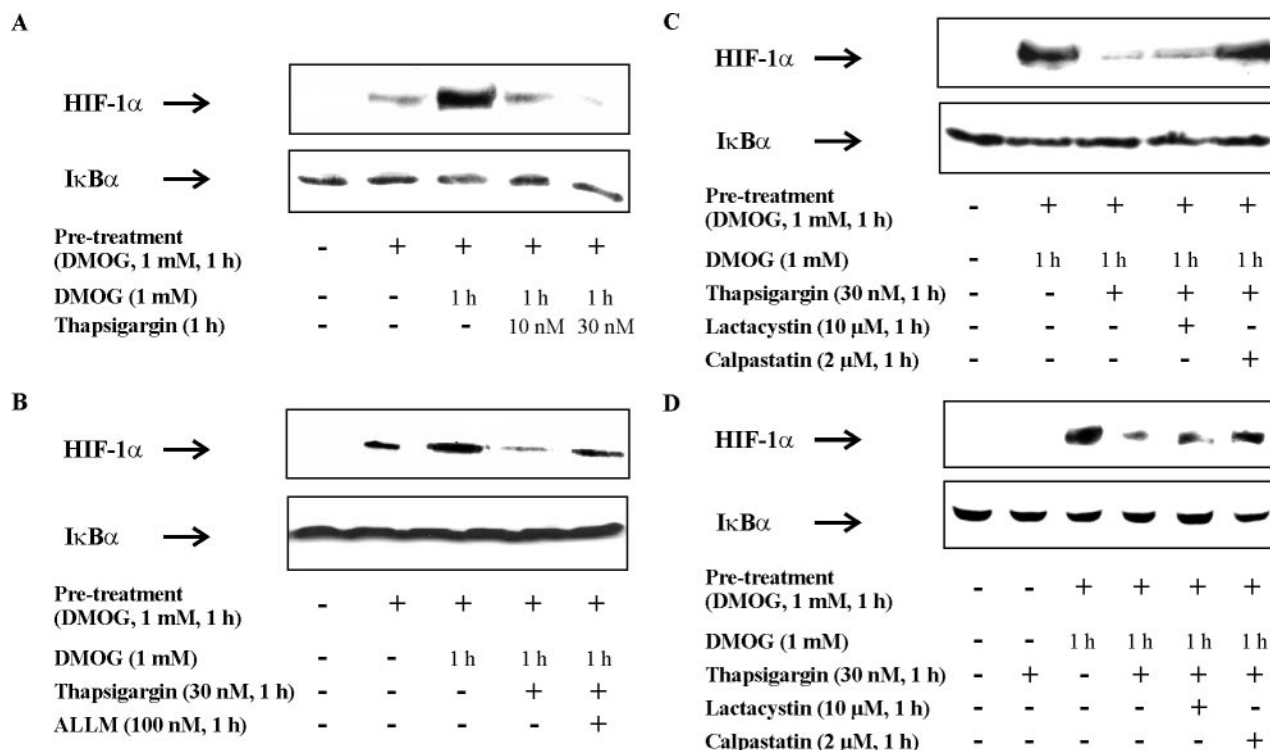 A
HIF-1α
IκBα
Pre-treatment
(DMOG, 1 mM, 1 h)
- + + + +
DMOG (1 mM) - - 1 h 1 h 1 h
Thapsigargin (1 h) - - - 10 nM 30 nM
B
HIF-1α
IκBα
Pre-treatment
(DMOG, 1 mM, 1 h)
- + + + +
DMOG (1 mM) - - 1 h 1 h 1 h
Thapsigargin (30 nM, 1 h) - - - + +
ALLM (100 nM, 1 h) - - - - +
C
HIF-1α
IκBα
Pre-treatment
(DMOG, 1 mM, 1 h)
- + + + +
DMOG (1 mM) - 1 h 1 h 1 h 1 h
Thapsigargin (30 nM, 1 h) - - + + +
Lactacystin (10 µM, 1 h) - - - + -
Calpastatin (2 µM, 1 h) - - - - +
D
HIF-1α
IκBα
Pre-treatment
(DMOG, 1 mM, 1 h)
- - + + + +
DMOG (1 mM) - - 1 h 1 h 1 h 1 h
Thapsigargin (30 nM, 1 h) - + - + + +
Lactacystin (10 µM, 1 h) - - - - + -
Calpastatin (2 µM, 1 h) - - - - - +